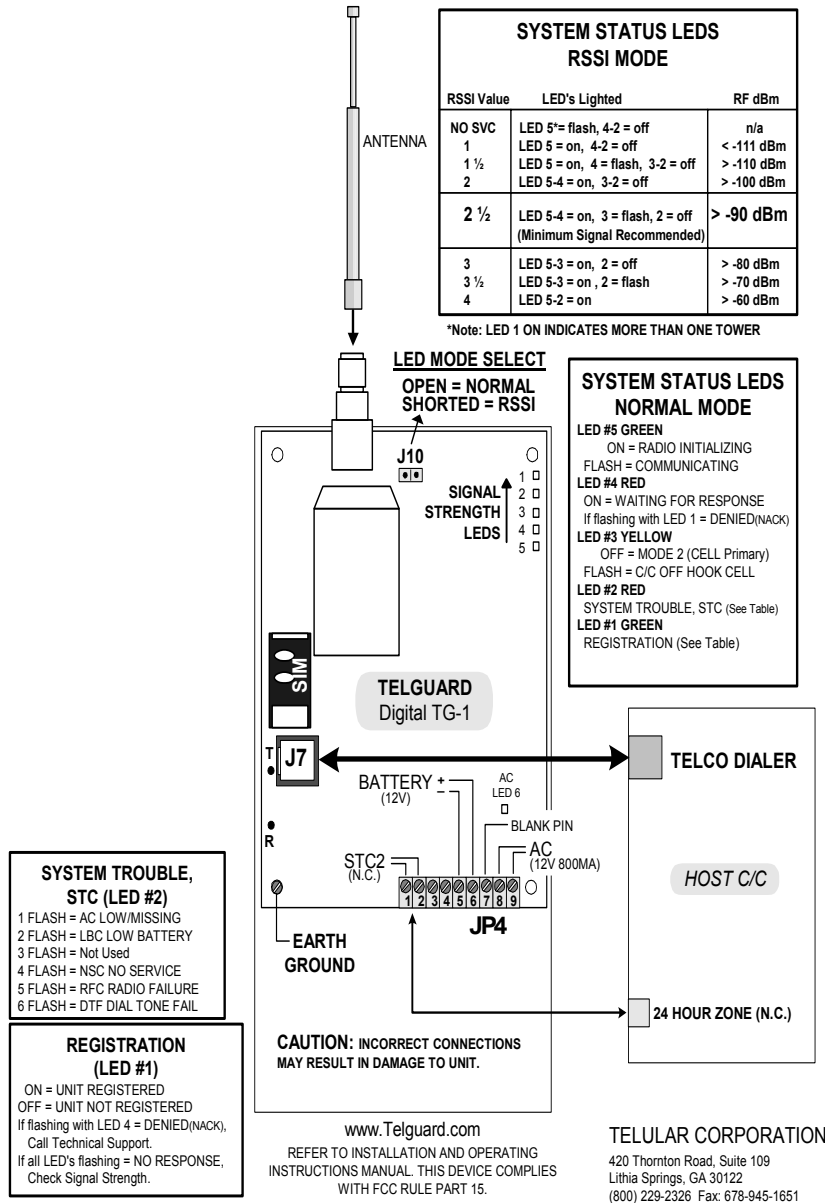 SYSTEM STATUS LEDS
RSSI MODE
RSSI Value LED's Lighted RF dBm
NO SVC LED 5*= flash, 4-2 = off n/a
1 LED 5 = on, 4-2 = off < -111 dBm
1 ½ LED 5 = on, 4 = flash, 3-2 = off > -110 dBm
2 LED 5-4 = on, 3-2 = off > -100 dBm
2 ½ LED 5-4 = on, 3 = flash, 2 = off > -90 dBm
(Minimum Signal Recommended)
3 LED 5-3 = on, 2 = off > -80 dBm
3 ½ LED 5-3 = on , 2 = flash > -70 dBm
4 LED 5-2 = on > -60 dBm
*Note: LED 1 ON INDICATES MORE THAN ONE TOWER
ANTENNA
LED MODE SELECT
OPEN = NORMAL
SHORTED = RSSI
J10
SIGNAL
STRENGTH
LEDS
1
2
3
4
5
SYSTEM STATUS LEDS
NORMAL MODE
LED #5 GREEN
ON = RADIO INITIALIZING
FLASH = COMMUNICATING
LED #4 RED
ON = WAITING FOR RESPONSE
If flashing with LED 1 = DENIED(NACK)
LED #3 YELLOW
OFF = MODE 2 (CELL Primary)
FLASH = C/C OFF HOOK CELL
LED #2 RED
SYSTEM TROUBLE, STC (See Table)
LED #1 GREEN
REGISTRATION (See Table)
SIM
TELGUARD
Digital TG-1
T
J7
R
TELCO DIALER
BATTERY + –
(12V)
AC
LED 6
BLANK PIN
AC
(12V 800MA)
STC2
(N.C.)
1 2 3 4 5 6 7 8 9
JP4
EARTH
GROUND
HOST C/C
24 HOUR ZONE (N.C.)
CAUTION: INCORRECT CONNECTIONS
MAY RESULT IN DAMAGE TO UNIT.
SYSTEM TROUBLE,
STC (LED #2)
1 FLASH = AC LOW/MISSING
2 FLASH = LBC LOW BATTERY
3 FLASH = Not Used
4 FLASH = NSC NO SERVICE
5 FLASH = RFC RADIO FAILURE
6 FLASH = DTF DIAL TONE FAIL
REGISTRATION
(LED #1)
ON = UNIT REGISTERED
OFF = UNIT NOT REGISTERED
If flashing with LED 4 = DENIED(NACK),
Call Technical Support.
If all LED's flashing = NO RESPONSE,
Check Signal Strength.
www.Telguard.com
REFER TO INSTALLATION AND OPERATING
INSTRUCTIONS MANUAL. THIS DEVICE COMPLIES
WITH FCC RULE PART 15.
TELULAR CORPORATION
420 Thornton Road, Suite 109
Lithia Springs, GA 30122
(800) 229-2326 Fax: 678-945-1651